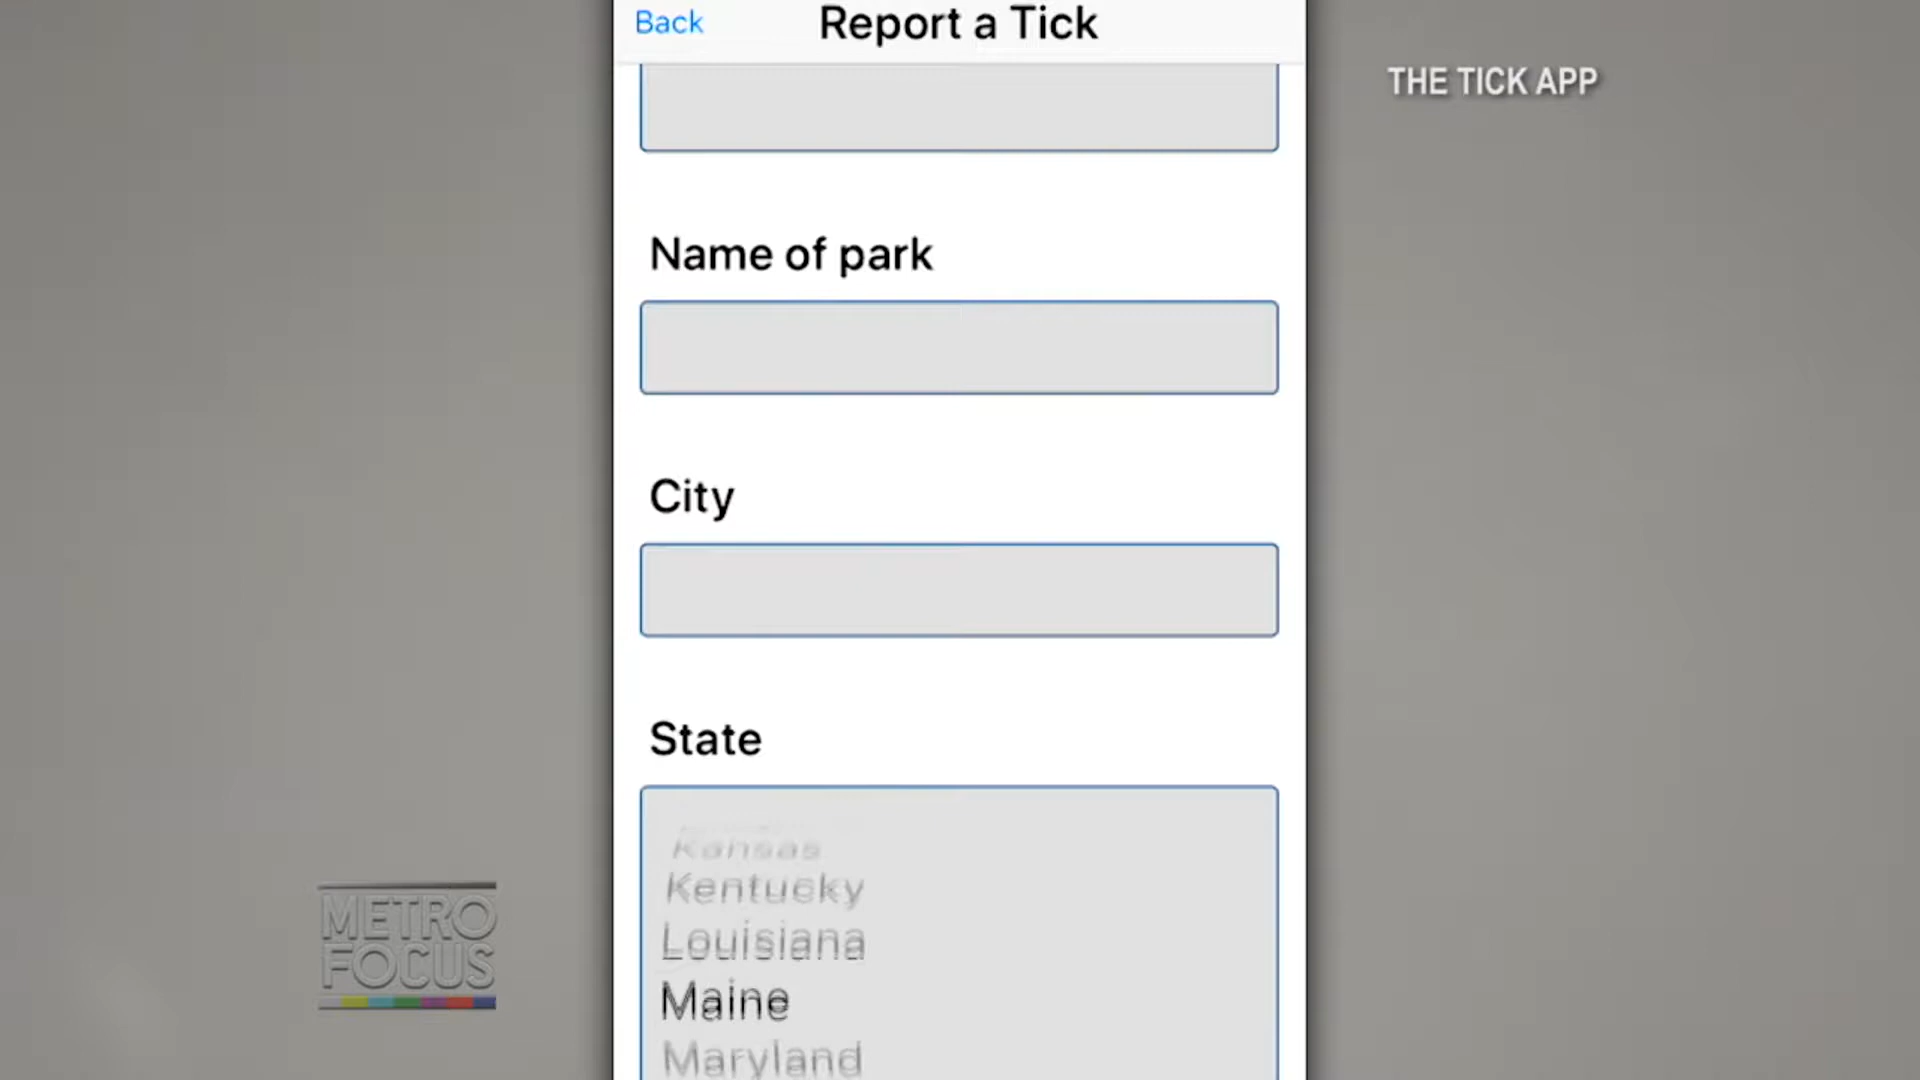 Back
Report a Tick
THE TICK APP
Name of park
City
State
Kansas
Kentucky
Louisiana
Maine
Maryland
METRO
FOCUS